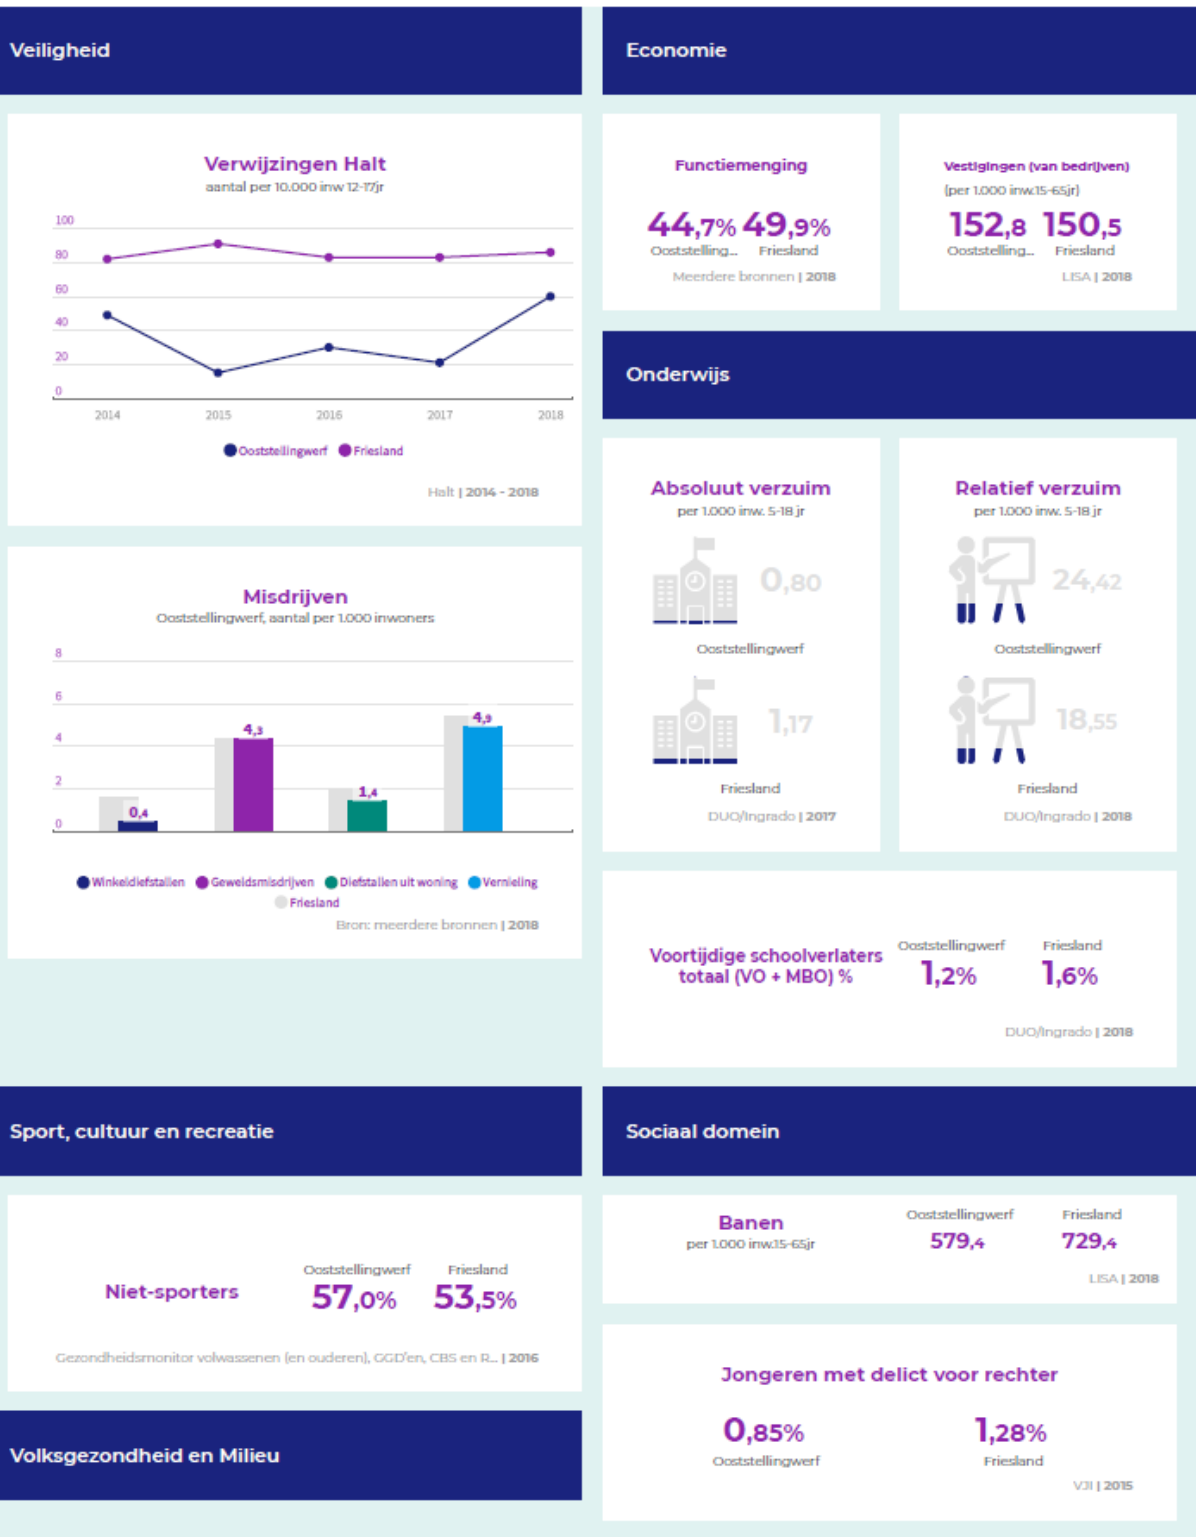 Veiligheid
Verwijzingen Halt
aantal per 10.000 inw 12-17jr
100
80
60
40
20
0
2014 2015 2016 2017 2018
Ooststellingwerf Friesland
Halt | 2014 - 2018
Misdrijven
Ooststellingwerf, aantal per 1.000 inwoners
8
6
4
2
0
0,4
4,3
1,4
4,9
Winkeldiefstallen Geweldsmisdrijven Diefstallen uit woning Vernieling
Friesland
Bron: meerdere bronnen | 2018
Economie
Functiemenging
44,7% 49,9%
Ooststelling... Friesland
Meerdere bronnen | 2018
Vestigingen (van bedrijven)
(per 1.000 inw.15-65jr)
152,8 150,5
Ooststelling... Friesland
LISA | 2018
Onderwijs
Absoluut verzuim
per 1.000 inw. 5-18 jr
0,80
Ooststellingwerf
1,17
Friesland
DUO/Ingrado | 2017
Relatief verzuim
per 1.000 inw. 5-18 jr
24,42
Ooststellingwerf
18,55
Friesland
DUO/Ingrado | 2018
Voortijdige schoolverlaters
totaal (VO + MBO) %
Ooststellingwerf Friesland
1,2% 1,6%
DUO/Ingrado | 2018
Sport, cultuur en recreatie
Niet-sporters
Ooststellingwerf Friesland
57,0% 53,5%
Gezondheidsmonitor volwassenen (en ouderen), GGD'en, CBS en R... | 2016
Volksgezondheid en Milieu
Sociaal domein
Banen
per 1.000 inw.15-65jr
Ooststellingwerf Friesland
579,4 729,4
LISA | 2018
Jongeren met delict voor rechter
0,85% 1,28%
Ooststellingwerf Friesland
VJI | 2015